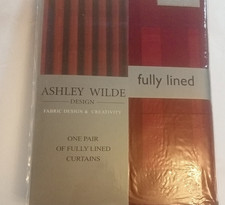 fully lined
ASHLEY WILDE
DESIGN
FABRIC DESIGN & CREATIVITY
ONE PAIR
OF FULLY LINED
CURTAINS